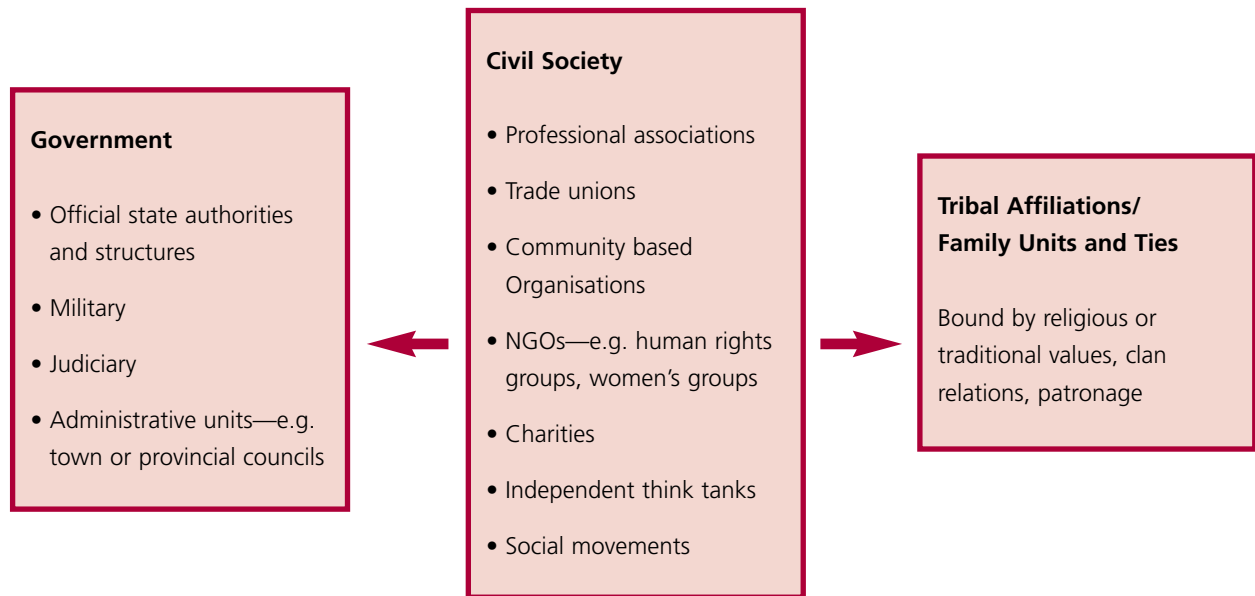 Government
• Official state authorities
and structures
• Military
• Judiciary
• Administrative units—e.g.
town or provincial councils
Civil Society
• Professional associations
• Trade unions
• Community based
Organisations
• NGOs—e.g. human rights
groups, women’s groups
• Charities
• Independent think tanks
• Social movements
Tribal Affiliations/
Family Units and Ties
Bound by religious or
traditional values, clan
relations, patronage